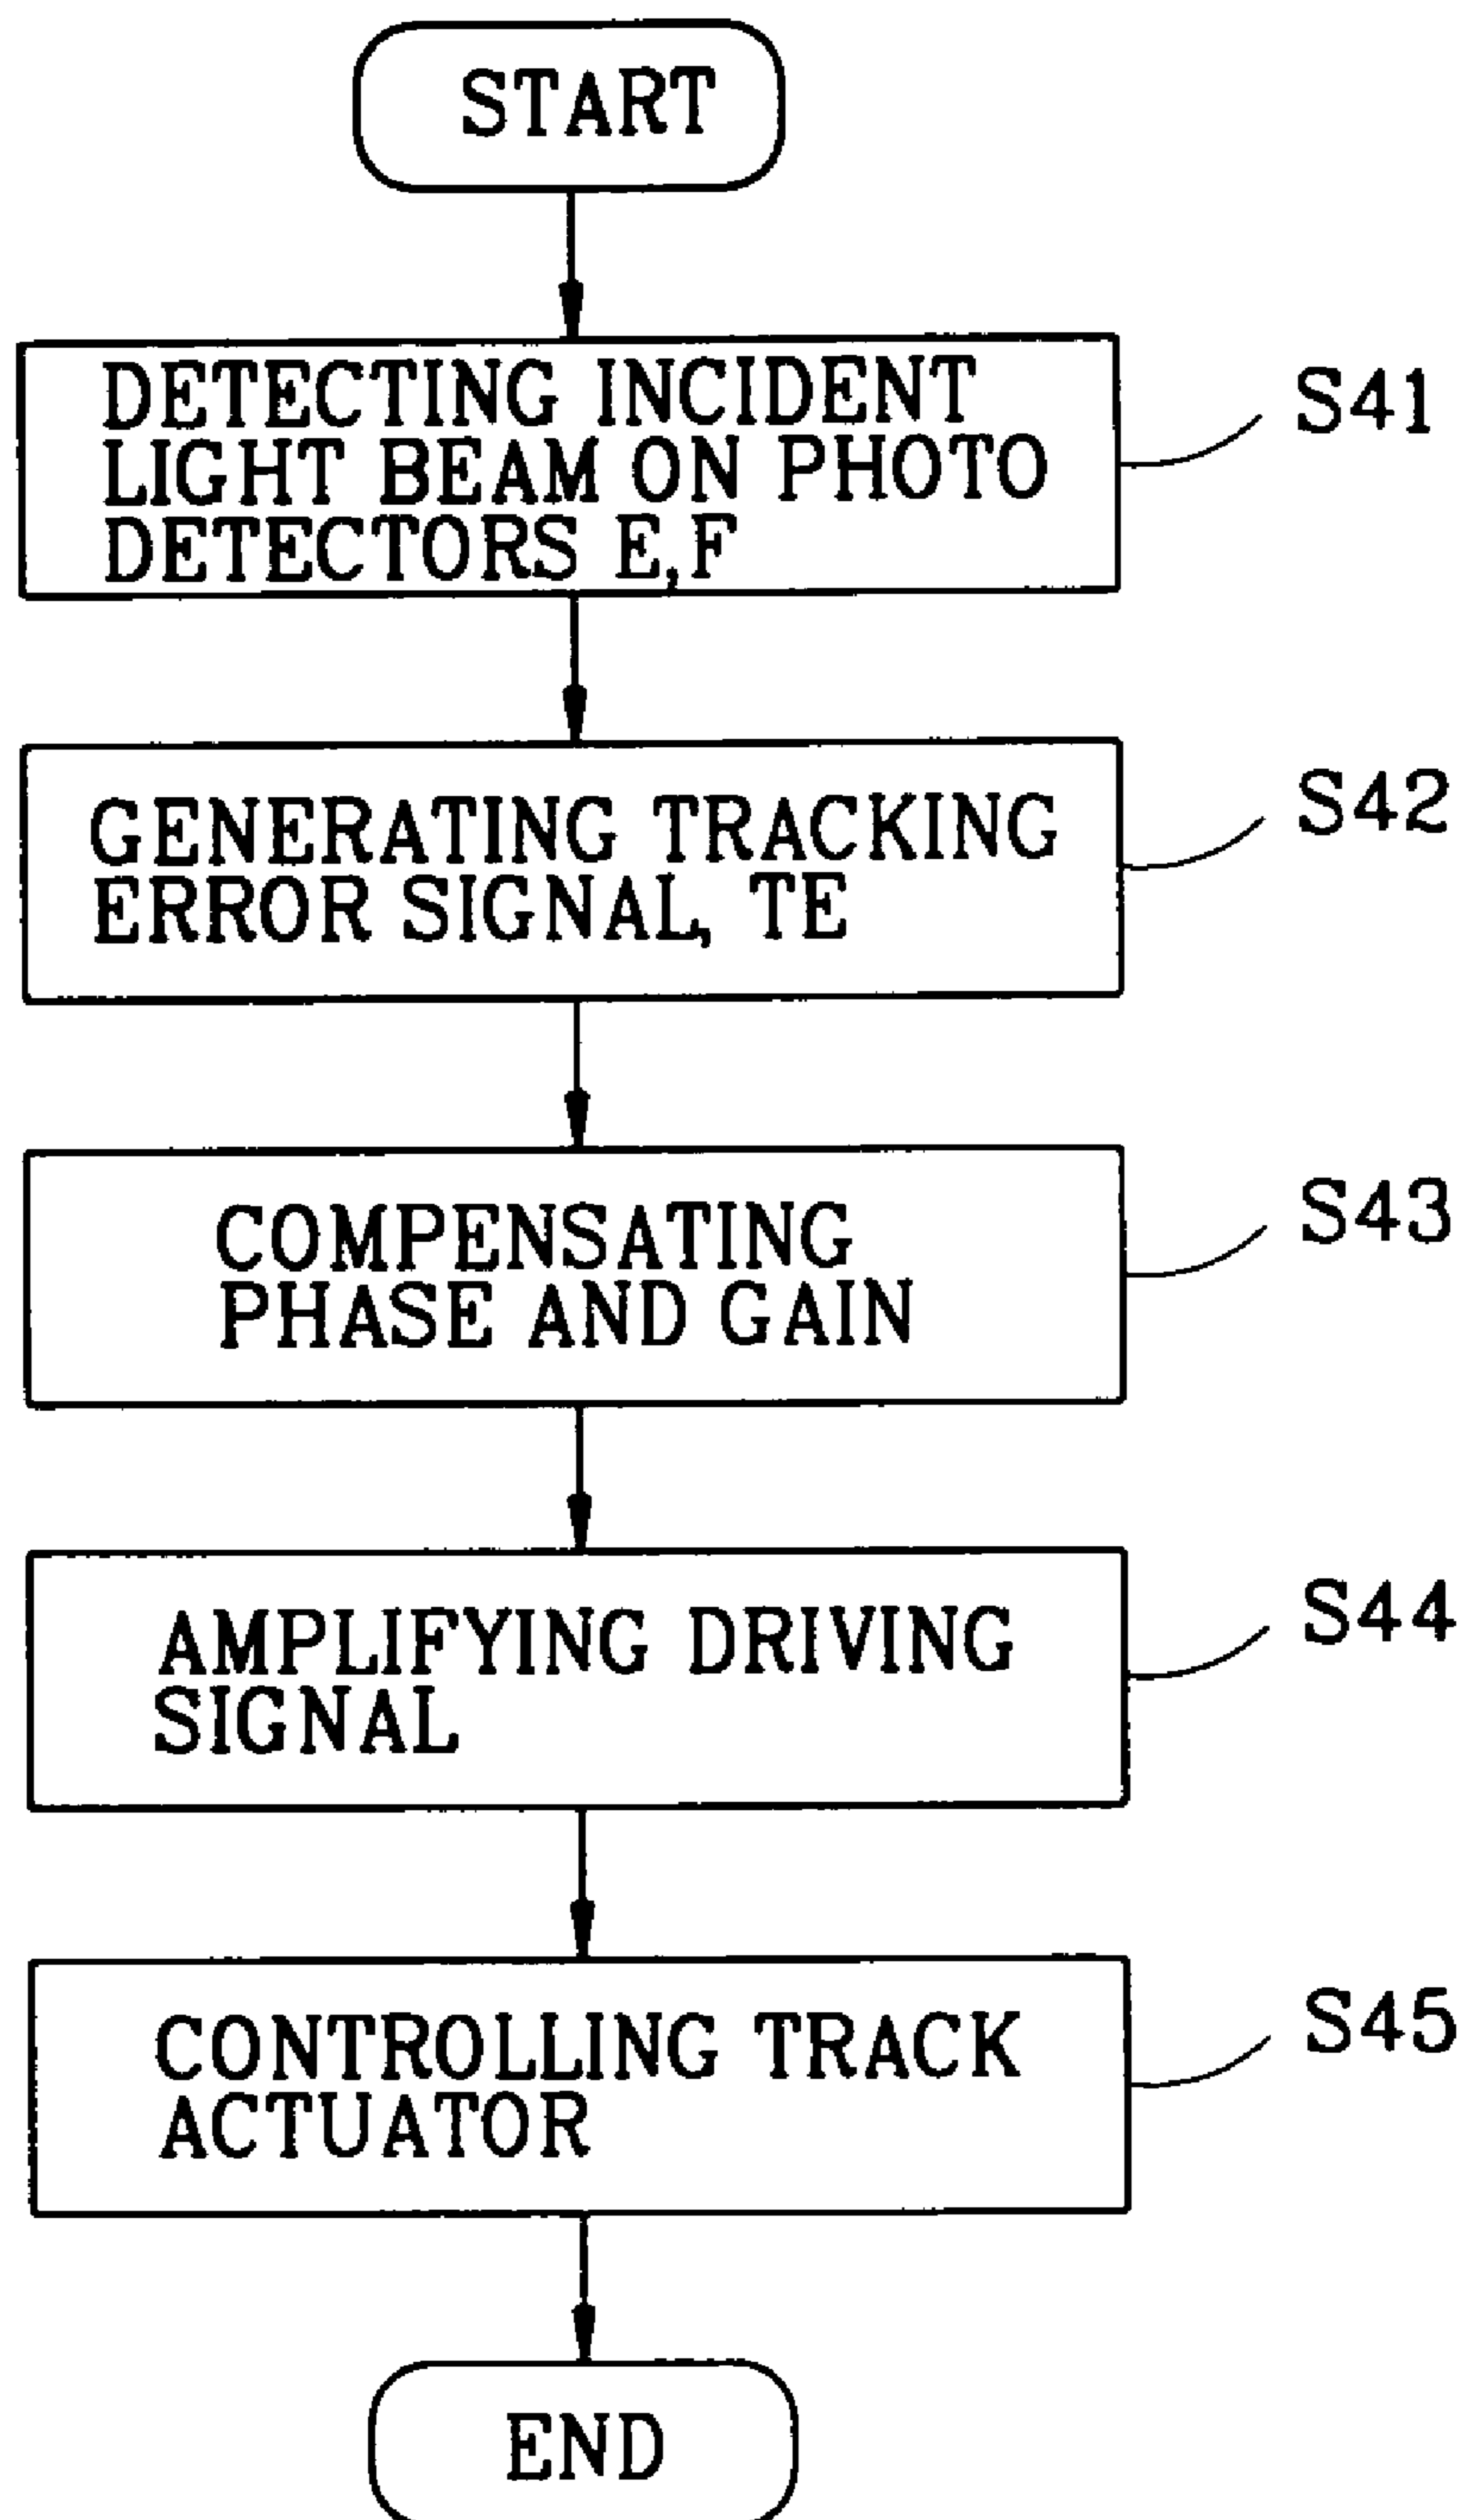 START
DETECTING INCIDENT
LIGHT BEAM ON PHOTO
DETECTORS E,F
S41
GENERATING TRACKING
ERROR SIGNAL, TE
S42
COMPENSATING
PHASE AND GAIN
S43
AMPLIFYING DRIVING
SIGNAL
S44
CONTROLLING TRACK
ACTUATOR
S45
END